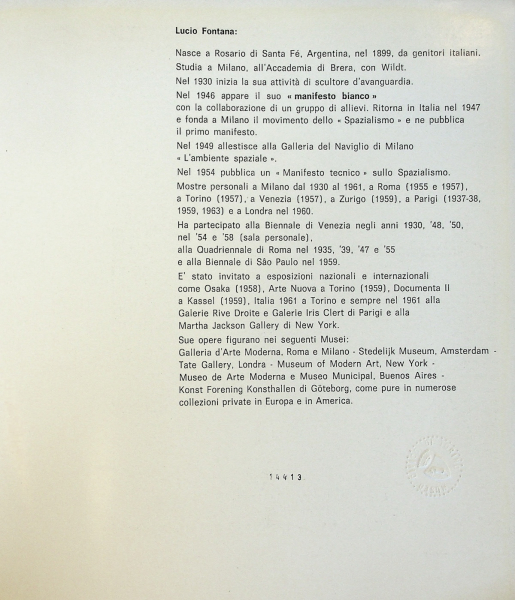 Lucio Fontana:
Nasce a Rosario di Santa Fé, Argentina, nel 1899, da genitori italiani.
Studia a Milano, all'Accademia di Brera, con Wildt.
Nel 1930 inizia la sua attività di scultore d'avanguardia.
Nel 1946 appare il suo « manifesto bianco »
con la collaborazione di un gruppo di allievi. Ritorna in Italia nel 1947
e fonda a Milano il movimento dello « Spazialismo » e ne pubblica
il primo manifesto.
Nel 1949 allestisce alla Galleria del Naviglio di Milano
« L'ambiente spaziale ».
Nel 1954 pubblica un « Manifesto tecnico » sullo Spazialismo.
Mostre personali a Milano dal 1930 al 1961, a Roma (1955 e 1957),
a Torino (1957), a Venezia (1957), a Zurigo (1959), a Parigi (1937-38,
1959, 1963) e a Londra nel 1960.
Ha partecipato alla Biennale di Venezia negli anni 1930, '48, '50,
nel '54 e '58 (sala personale),
alla Quadriennale di Roma nel 1935, '39, '47 e '55
e alla Biennale di São Paulo nel 1959.
E' stato invitato a esposizioni nazionali e internazionali
come Osaka (1958), Arte Nuova a Torino (1959), Documenta II
a Kassel (1959), Italia 1961 a Torino e sempre nel 1961 alla
Galerie Rive Droite e Galerie Iris Clert di Parigi e alla
Martha Jackson Gallery di New York.
Sue opere figurano nei seguenti Musei:
Galleria d'Arte Moderna, Roma e Milano - Stedelijk Museum, Amsterdam -
Tate Gallery, Londra - Museum of Modern Art, New York -
Museo de Arte Moderna e Museo Municipal, Buenos Aires -
Konst Forening Konsthallen di Göteborg, come pure in numerose
collezioni private in Europa e in America.
14413